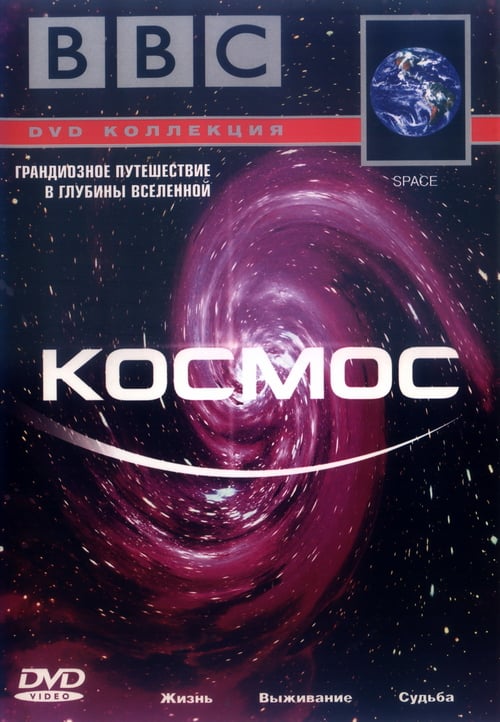 BBC
DVD КОЛЛЕКЦИЯ
ГРАНДИОЗНОЕ ПУТЕШЕСТВИЕ
В ГЛУБИНЫ ВСЕЛЕННОЙ
SPACE
КОСМОС
DVD
VIDEO
Жизнь Выживание Судьба